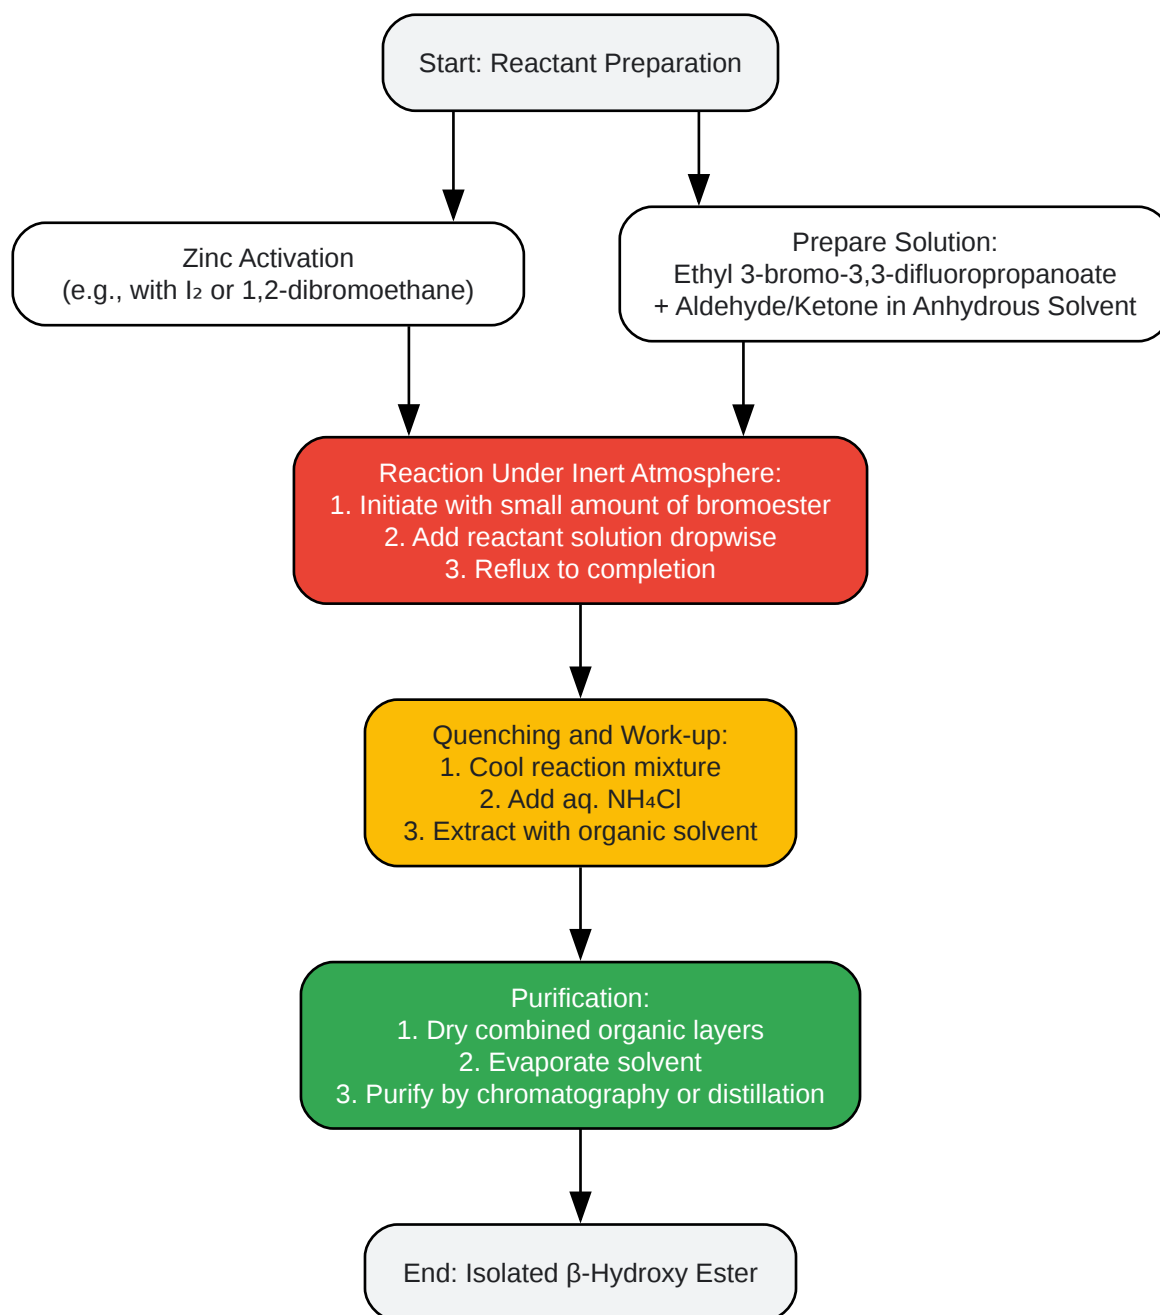 Start: Reactant Preparation
Zinc Activation
(e.g., with I₂ or 1,2-dibromoethane)
Prepare Solution:
Ethyl 3-bromo-3,3-difluoropropanoate
+ Aldehyde/Ketone in Anhydrous Solvent
Reaction Under Inert Atmosphere:
1. Initiate with small amount of bromoester
2. Add reactant solution dropwise
3. Reflux to completion
Quenching and Work-up:
1. Cool reaction mixture
2. Add aq. NH₄Cl
3. Extract with organic solvent
Purification:
1. Dry combined organic layers
2. Evaporate solvent
3. Purify by chromatography or distillation
End: Isolated β-Hydroxy Ester